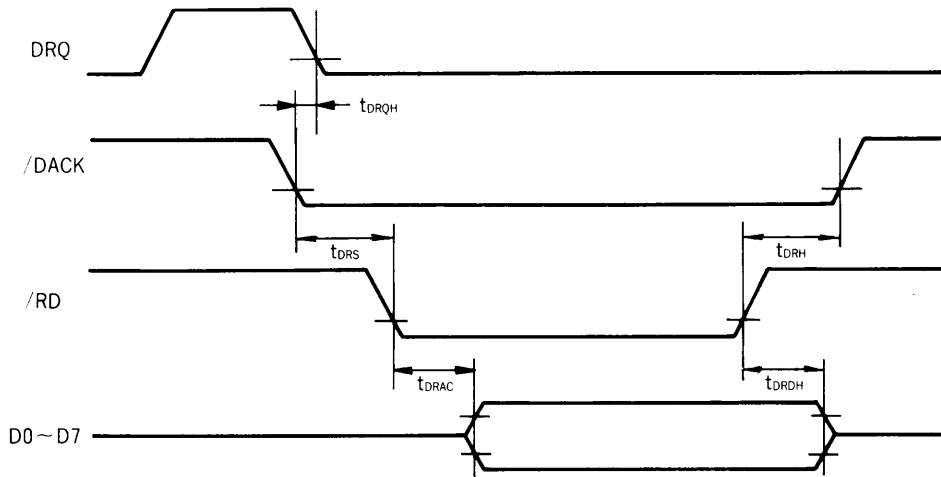 DRQ
tDRQH
/DACK
tDRS
tDRH
/RD
tDRAC
tDRDH
D0~D7